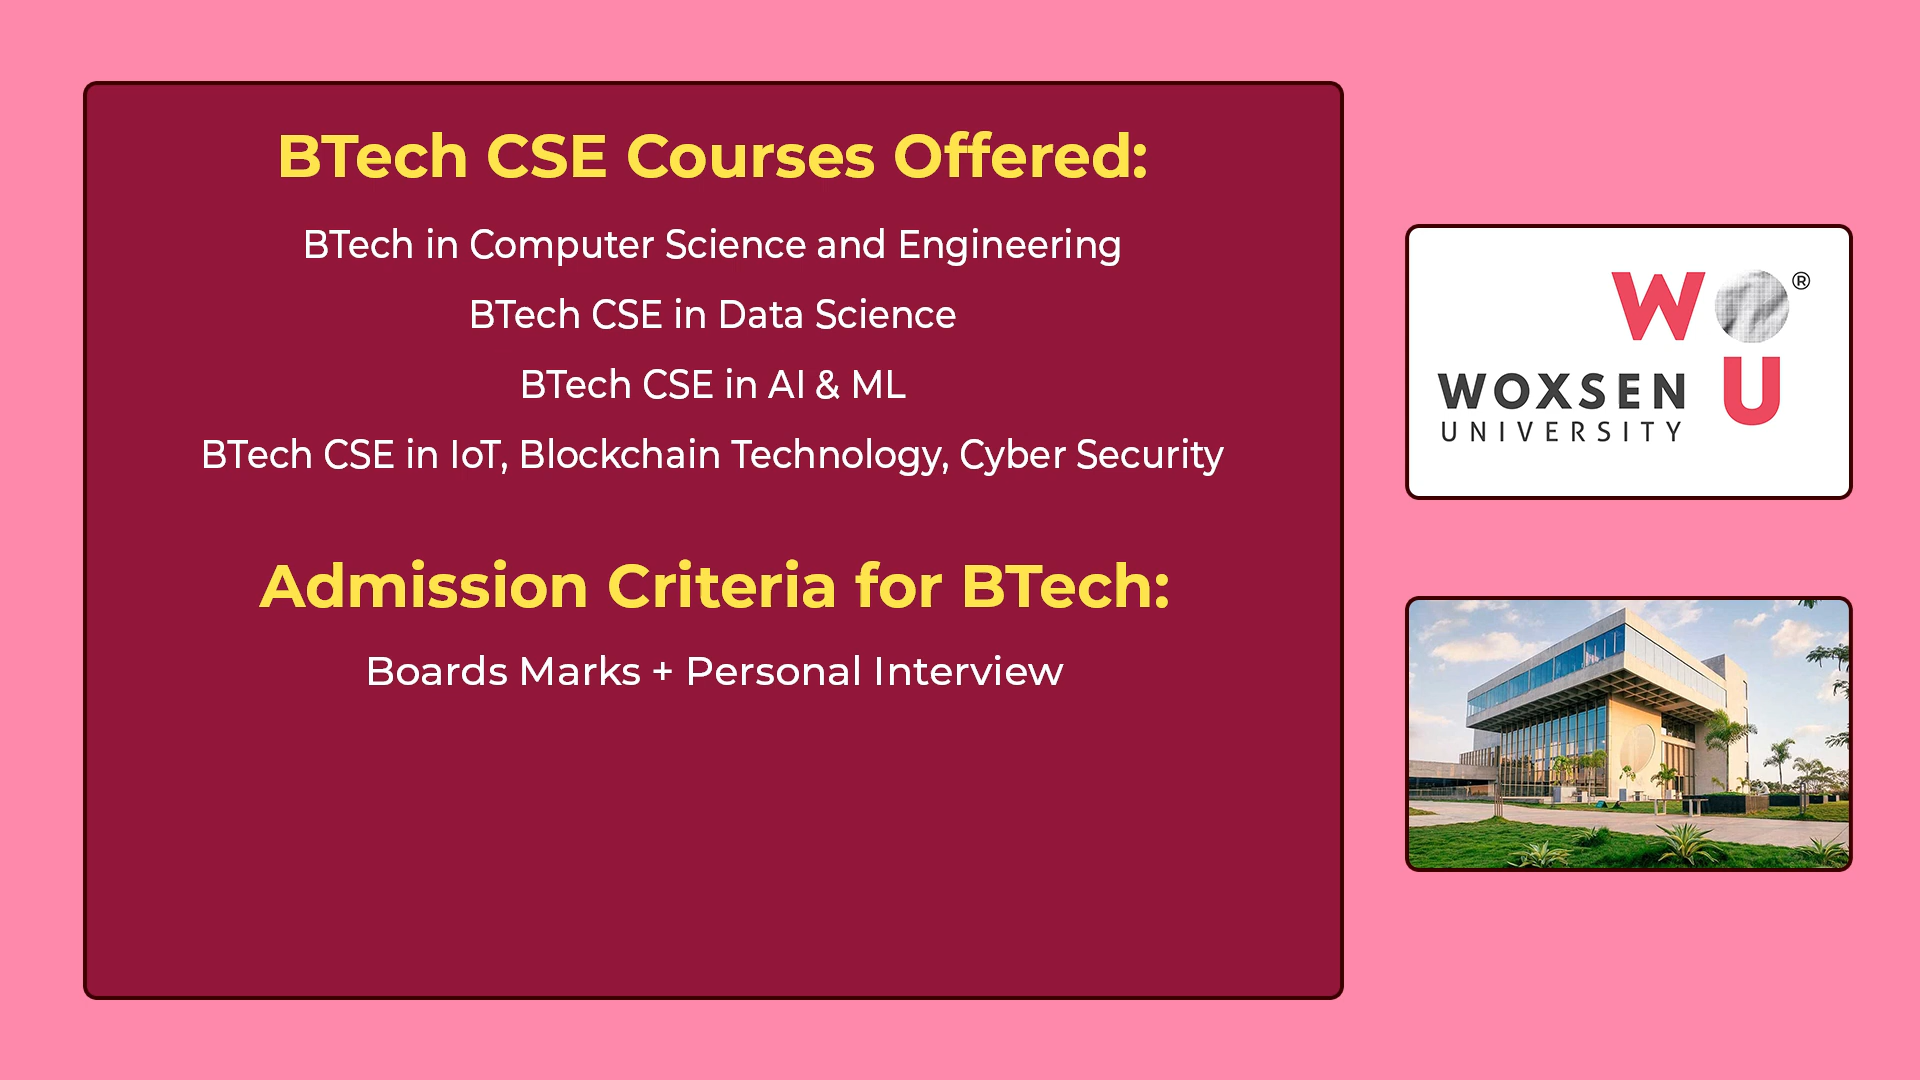 BTech CSE Courses Offered:
BTech in Computer Science and Engineering
BTech CSE in Data Science
BTech CSE in AI & ML
BTech CSE in IoT, Blockchain Technology, Cyber Security
Admission Criteria for BTech:
Boards Marks + Personal Interview
W ®
U
WOXSEN
UNIVERSITY